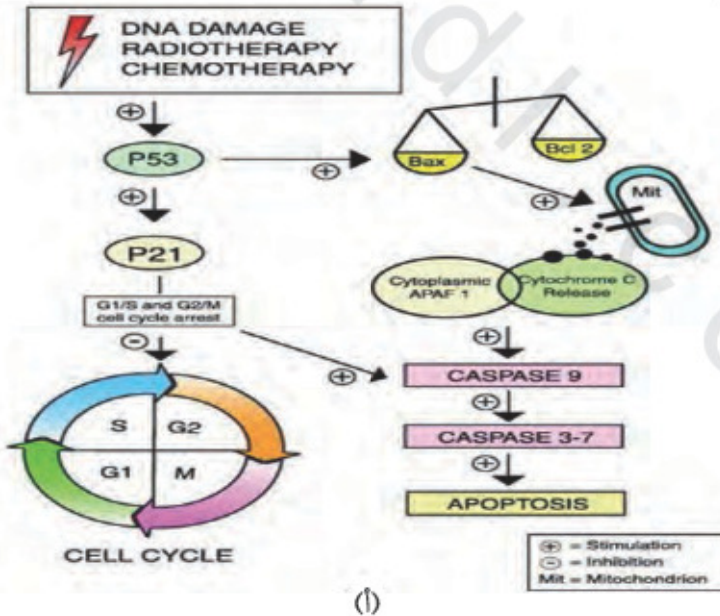 DNA DAMAGE
RADIOTHERAPY
CHEMOTHERAPY
⊕
P53
⊕
Bax
Bcl 2
⊕
Mit
⊕
P21
G1/S and G2/M
cell cycle arrest
⊖
Cytoplasmic
APAF 1
Cytochrome C
Release
⊕
⊕
CASPASE 9
⊕
CASPASE 3-7
⊕
APOPTOSIS
S
G2
G1
M
CELL CYCLE
⊕ = Stimulation
⊖ = Inhibition
Mit = Mitochondrion
(أ)